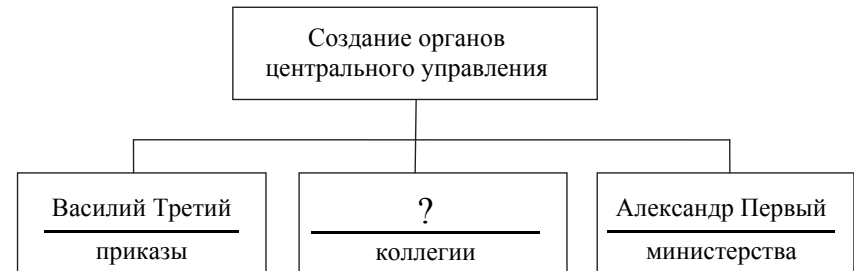 Создание органов
центрального управления
Василий Третий
приказы
?
коллегии
Александр Первый
министерства